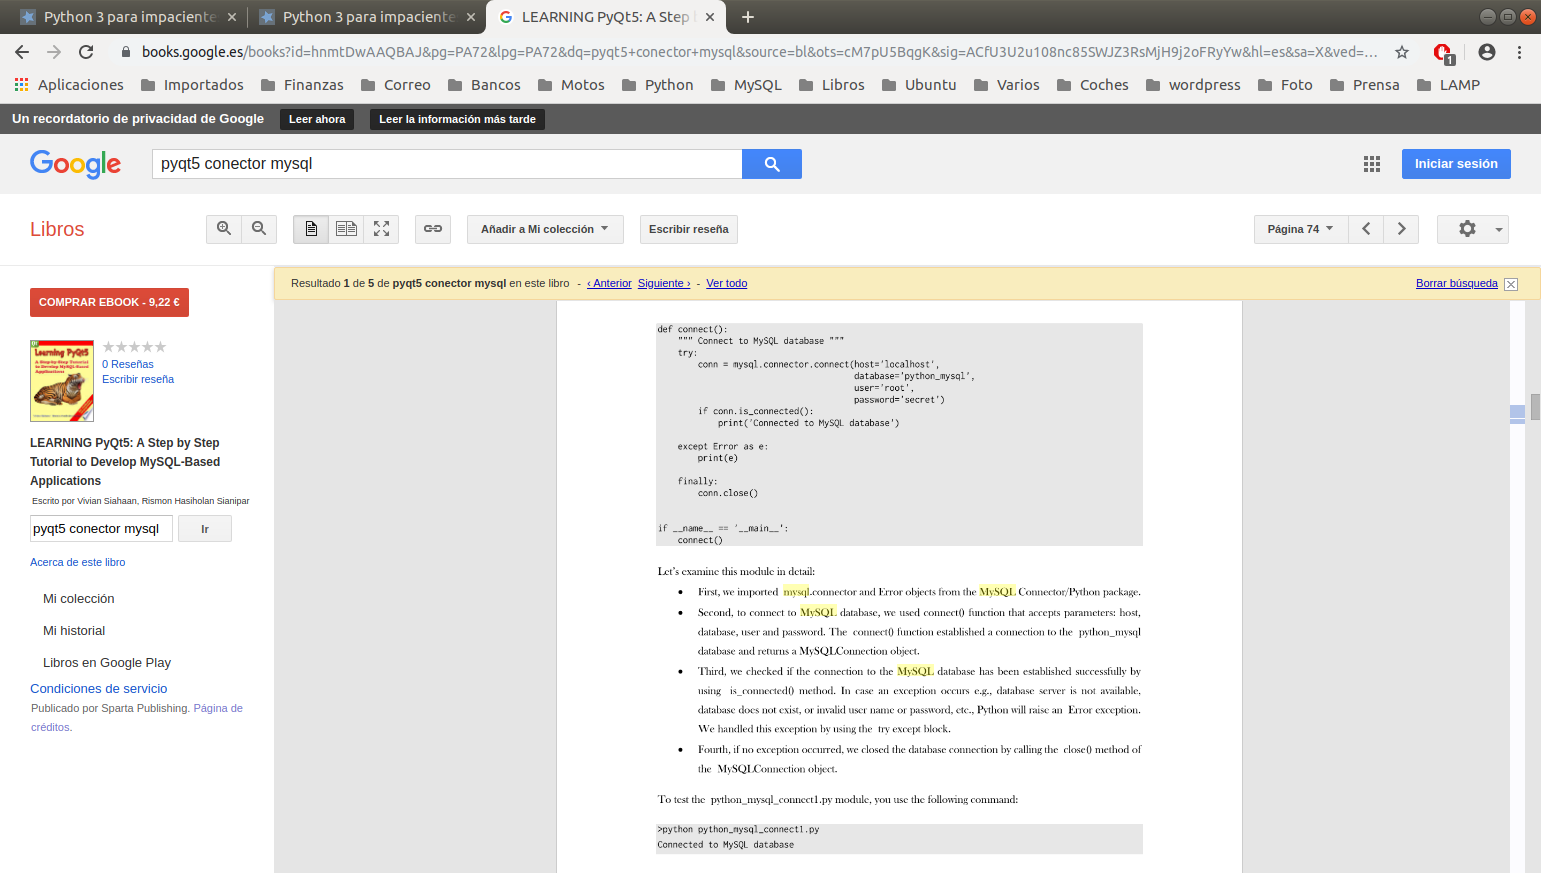 Python 3 para impaciente
Python 3 para impaciente
LEARNING PyQt5: A Step
books.google.es/books?id=hnmtDwAAQBAJ&pg=PA72&lpg=PA72&dq=pyqt5+conector+mysql&source=bl&ots=cM7pU5BqgK&sig=ACfU3U2u108nc85SWJZ3RsMjH9j2oFRyYw&hl=es&sa=X&ved=...
1
Aplicaciones Importados Finanzas Correo Bancos Motos Python MySQL Libros Ubuntu Varios Coches wordpress Foto Prensa LAMP
Un recordatorio de privacidad de Google Leer ahora Leer la información más tarde
Google pyqt5 conector mysql Iniciar sesión
Libros Añadir a Mi colección Escribir reseña Página 74
Resultado 1 de 5 de pyqt5 conector mysql en este libro - ‹ Anterior Siguiente › - Ver todo Borrar búsqueda
COMPRAR EBOOK - 9,22 €
Learning PyQt5
0 Reseñas
Escribir reseña
LEARNING PyQt5: A Step by Step
Tutorial to Develop MySQL-Based
Applications
Escrito por Vivian Siahaan, Rismon Hasiholan Sianipar
pyqt5 conector mysql Ir
Acerca de este libro
Mi colección
Mi historial
Libros en Google Play
Condiciones de servicio
Publicado por Sparta Publishing. Página de
créditos.
def connect():
""" Connect to MySQL database """
try:
conn = mysql.connector.connect(host='localhost',
database='python_mysql',
user='root',
password='secret')
if conn.is_connected():
print('Connected to MySQL database')
except Error as e:
print(e)
finally:
conn.close()
if __name__ == '__main__':
connect()
Let's examine this module in detail:
• First, we imported mysql.connector and Error objects from the MySQL Connector/Python package.
• Second, to connect to MySQL database, we used connect() function that accepts parameters: host,
database, user and password. The connect() function established a connection to the python_mysql
database and returns a MySQLConnection object.
• Third, we checked if the connection to the MySQL database has been established successfully by
using is_connected() method. In case an exception occurs e.g., database server is not available,
database does not exist, or invalid user name or password, etc., Python will raise an Error exception.
We handled this exception by using the try except block.
• Fourth, if no exception occurred, we closed the database connection by calling the close() method of
the MySQLConnection object.
To test the python_mysql_connect1.py module, you use the following command:
>python python_mysql_connect1.py
Connected to MySQL database